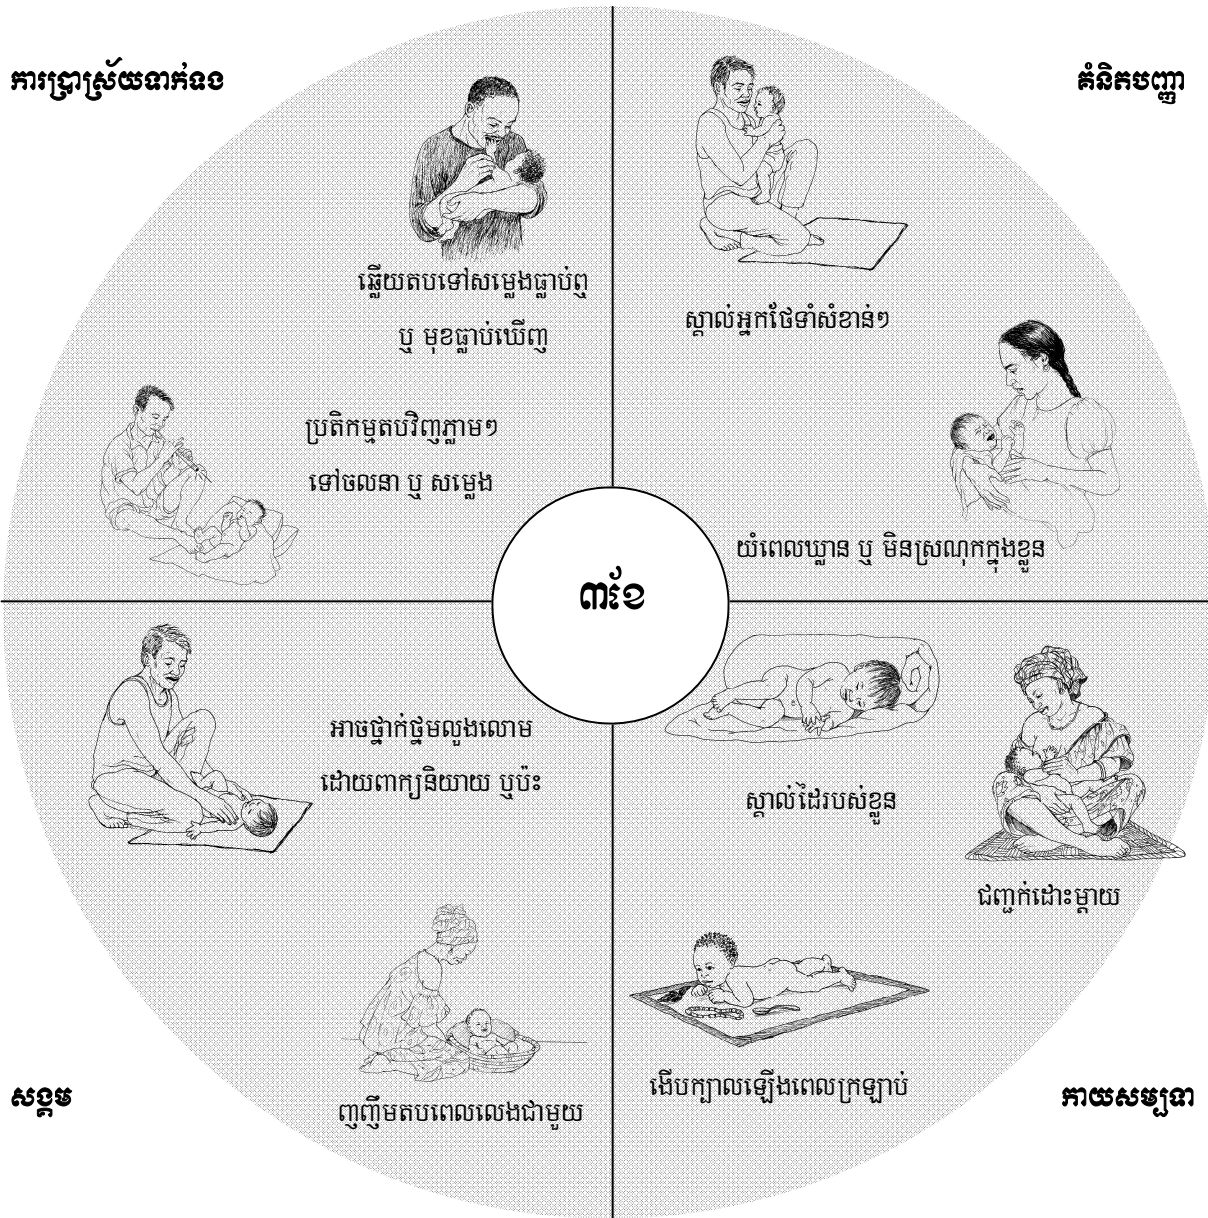 ការប្រាស្រ័យទាក់ទង
គំនិតបញ្ញា
ឆ្លើយតបទៅសម្លេងធ្លាប់ឮ
ឬ មុខធ្លាប់ឃើញ
ប្រតិកម្មតបវិញភ្លាមៗ
ទៅចលនា ឬ សម្លេង
ស្គាល់អ្នកថែទាំសំខាន់ៗ
យំពេលឃ្លាន ឬ មិនស្រណុកក្នុងខ្លួន
៣ខែ
អាចថ្នាក់ថ្នមលួងលោម
ដោយពាក្យនិយាយ ឬប៉ះ
ញញឹមតបពេលលេងជាមួយ
ស្គាល់ដៃរបស់ខ្លួន
ជញ្ជក់ដោះម្តាយ
ងើបក្បាលឡើងពេលក្រឡាប់
សង្គម
កាយសម្បទា